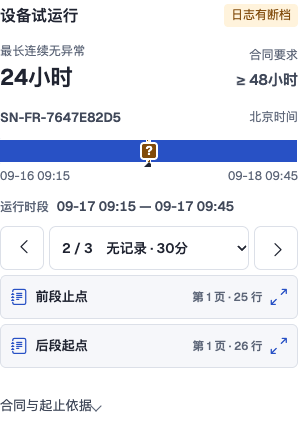 设备试运行
日志有断档
最长连续无异常
合同要求
24小时
≥ 48小时
SN-FR-7647E82D5
北京时间
?
09-16 09:15
09-18 09:45
运行时段 09-17 09:15 — 09-17 09:45
2 / 3 无记录 · 30分
前段止点
第 1 页 · 25 行
后段起点
第 1 页 · 26 行
合同与起止依据